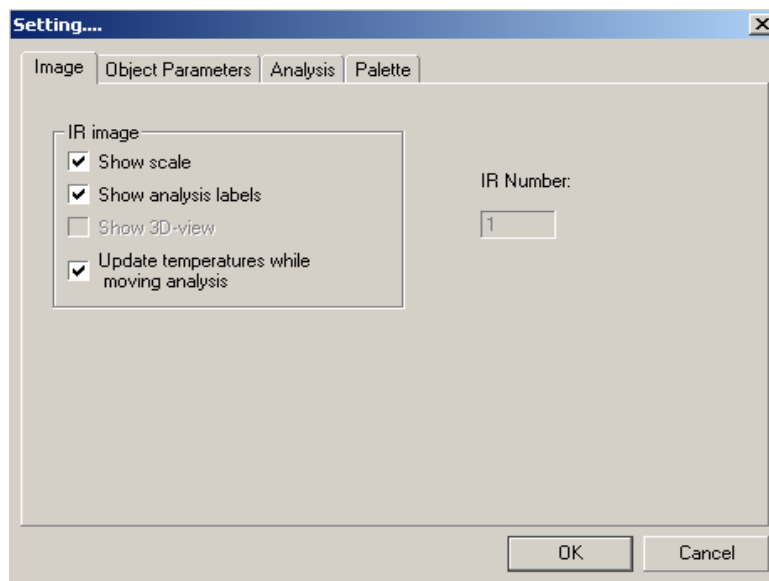 Setting....
Image Object Parameters Analysis Palette
IR image
Show scale
Show analysis labels
Show 3D-view
Update temperatures while
moving analysis
IR Number:
1
OK Cancel